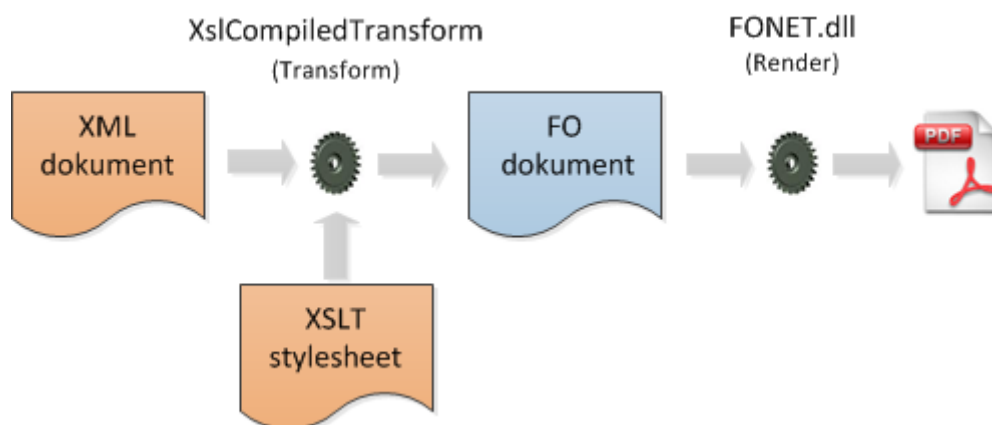 XslCompiledTransform
(Transform)
FONET.dll
(Render)
XML
dokument
FO
dokument
PDF
XSLT
stylesheet